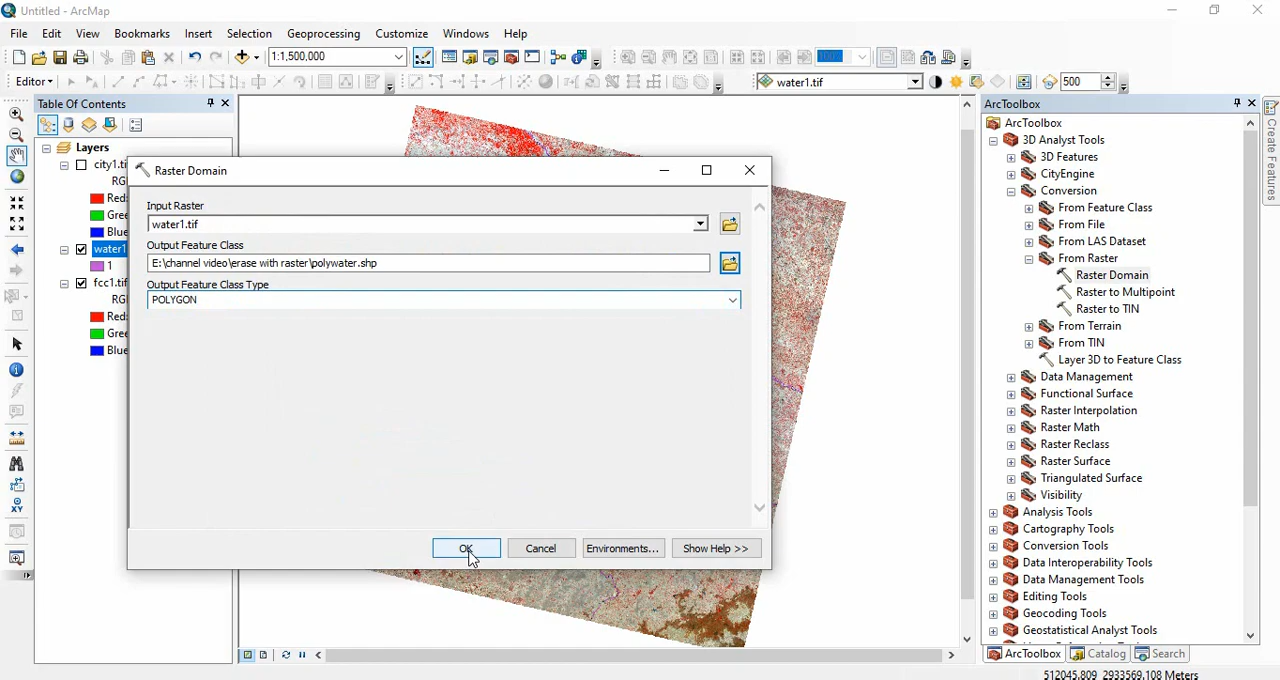 Untitled - ArcMap
File Edit View Bookmarks Insert Selection Geoprocessing Customize Windows Help
1:1,500,000
Editor
water1.tif
500
Table Of Contents
Layers
city1.ti
RG
Red:
Gree
Blue
water1
1
fcc1.tif
RG
Red:
Gree
Blue
Raster Domain
Input Raster
water1.tif
Output Feature Class
E:\channel video\erase with raster\polywater.shp
Output Feature Class Type
POLYGON
OK
Cancel
Environments...
Show Help >>
ArcToolbox
ArcToolbox
3D Analyst Tools
3D Features
CityEngine
Conversion
From Feature Class
From File
From LAS Dataset
From Raster
Raster Domain
Raster to Multipoint
Raster to TIN
From Terrain
From TIN
Layer 3D to Feature Class
Data Management
Functional Surface
Raster Interpolation
Raster Math
Raster Reclass
Raster Surface
Triangulated Surface
Visibility
Analysis Tools
Cartography Tools
Conversion Tools
Data Interoperability Tools
Data Management Tools
Editing Tools
Geocoding Tools
Geostatistical Analyst Tools
ArcToolbox Catalog Search
Create Features
512045.809 2933569.108 Meters